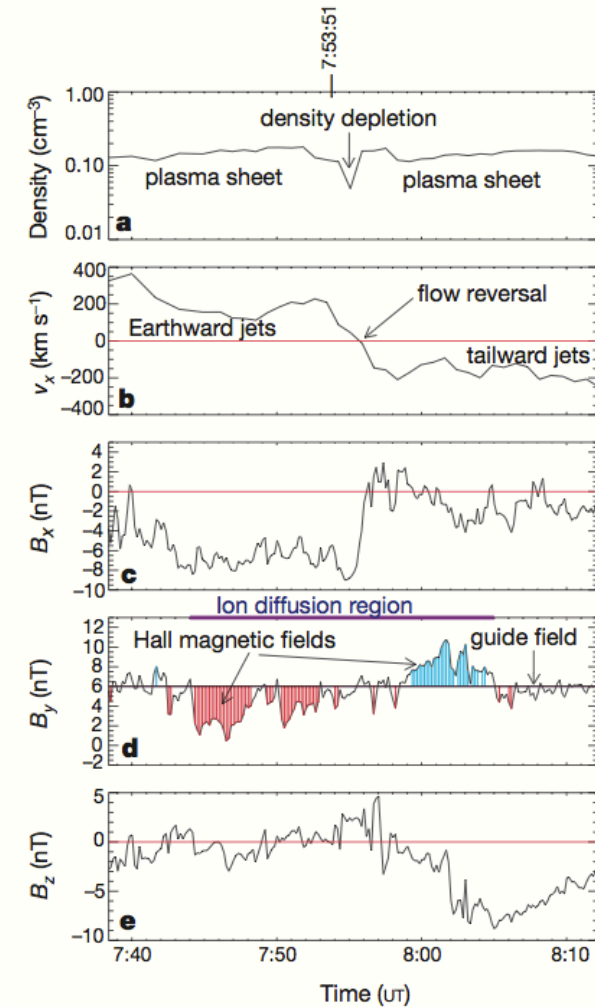 7:53:51
Density (cm⁻³)
1.00
0.10
0.01
density depletion
plasma sheet
plasma sheet
a
vₓ (km s⁻¹)
400
200
0
−200
−400
flow reversal
Earthward jets
tailward jets
b
Bₓ (nT)
4
2
0
−2
−4
−6
−8
−10
c
Ion diffusion region
B_y (nT)
12
10
8
6
4
2
0
−2
Hall magnetic fields
guide field
d
B_z (nT)
5
0
−5
−10
e
7:40
7:50
8:00
8:10
Time (UT)